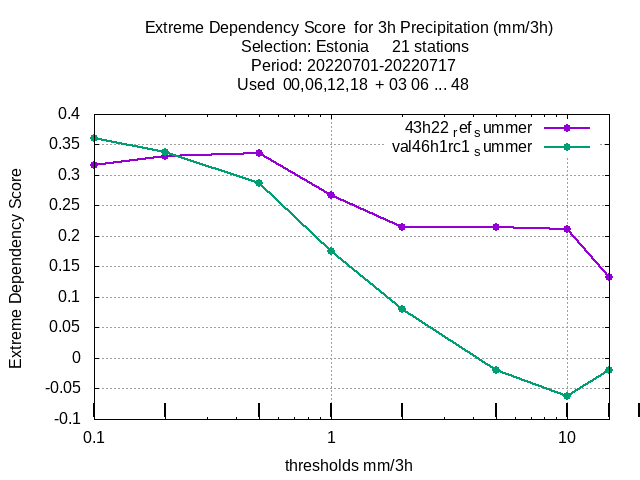 Extreme Dependency Score for 3h Precipitation (mm/3h)
Selection: Estonia 21 stations
Period: 20220701-20220717
Used 00,06,12,18 + 03 06 ... 48
0.4
0.35
0.3
0.25
0.2
0.15
0.1
0.05
0
-0.05
-0.1
Extreme Dependency Score
43h22 ref summer
val46h1rc1 summer
0.1 1 10
thresholds mm/3h